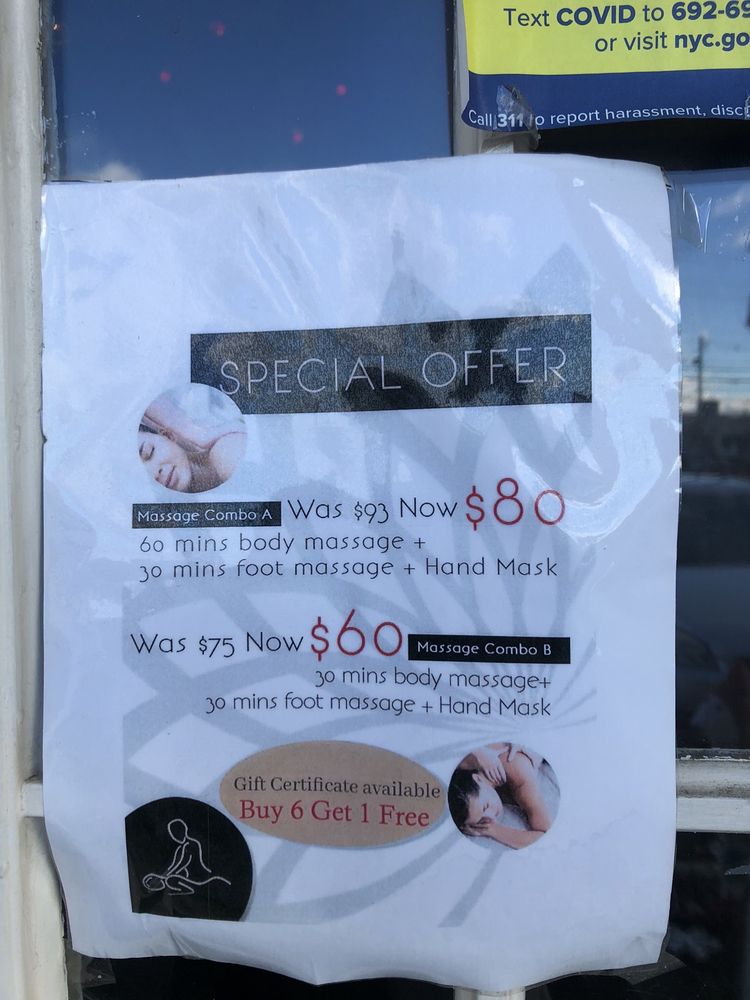 Text COVID to 692-69
or visit nyc.go
Call 311 to report harassment, disc
SPECIAL OFFER
Massage Combo A Was $93 Now $80
60 mins body massage +
30 mins foot massage + Hand Mask
Was $75 Now $60 Massage Combo B
30 mins body massage+
30 mins foot massage + Hand Mask
Gift Certificate available
Buy 6 Get 1 Free